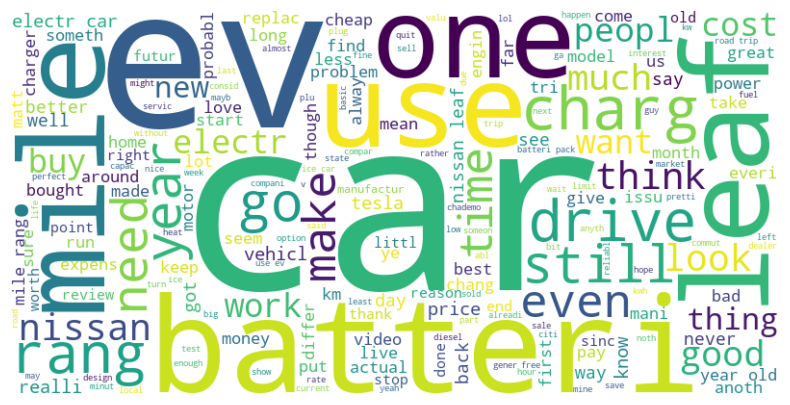 car
ev
batteri
leaf
one
use
mile
charg
drive
still
rang
go
year
need
make
time
even
think
good
look
want
peopl
much
buy
nissan
work
electr
new
thing
cost
electr car
someth
replac
long
cheap
find
less
problem
probabl
charger
futur
matt
better
well
love
start
home
right
lot
around
bought
made
motor
mile rang
sure
worth
point
run
expens
review
keep
got
realli
vehicl
seem
tesla
manufactur
though
mean
alway
see
tri
engin
far
come
old
us
say
model
great
power
take
month
everi
give
issu
nissan leaf
littl
ye
km
day
reason
chang
best
end
price
thank
differ
put
money
video
live
actual
stop
done
back
diesel
first
sinc
pay
way
know
mani
never
bad
year old
anoth
might
servic
last
consid
mayb
without
capac
nice
perfect
week
life
turn
ice
heat
big
use ev
test
enough
show
may
design
minut
local
road
current
rate
yeah
least
option
said
compani
v
ice car
state
compar
almost
plug
fine
basic
plu
valu
lol
quit
sell
happen
interest
kw
road trip
ga
due
guy
fuel
next
trip
rather
batteri pack
market
wait
limit
pretti
chademo
low
someon
abl
anyth
bit
reliabl
commut
left
dealer
hope
kwh
sold
part
alreadi
citi
gener
free
hour
sale
mine
save
noth